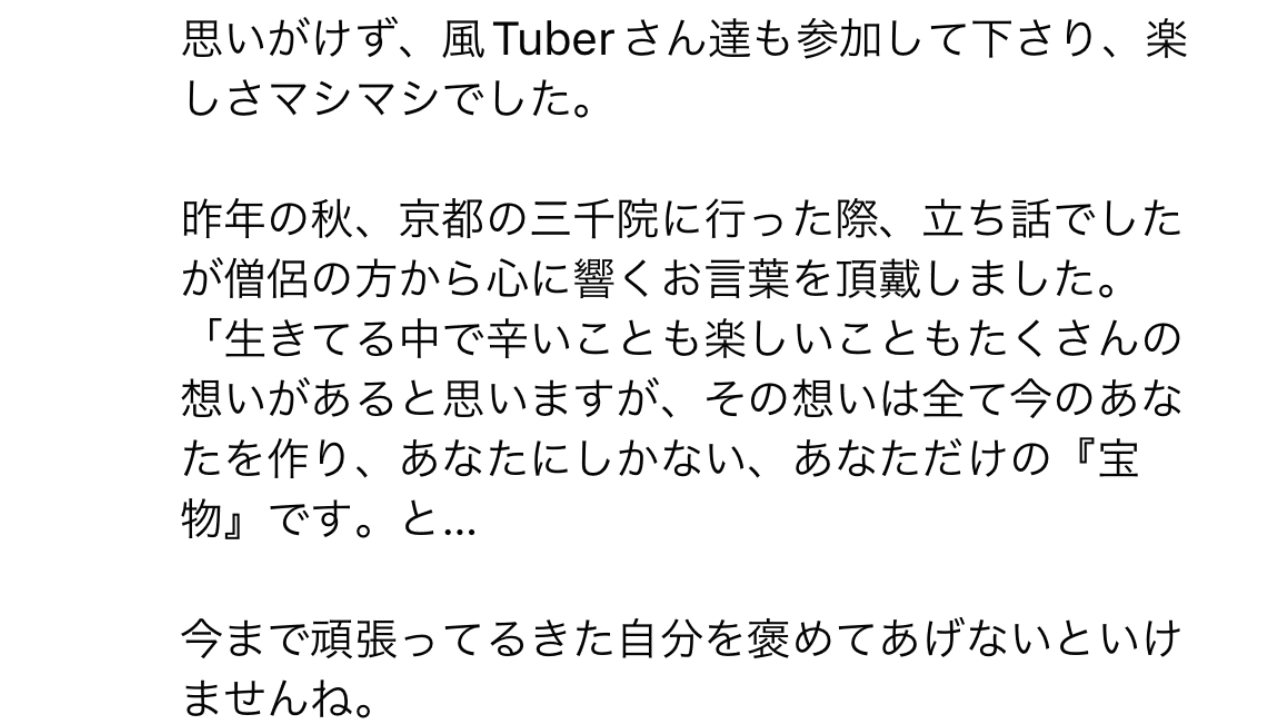 思いがけず、風Tuberさん達も参加して下さり、楽
しさマシマシでした。
昨年の秋、京都の三千院に行った際、立ち話でした
が僧侶の方から心に響くお言葉を頂戴しました。
「生きてる中で辛いことも楽しいこともたくさんの
想いがあると思いますが、その想いは全て今のあな
たを作り、あなたにしかない、あなただけの『宝
物』です。と...
今まで頑張ってるきた自分を褒めてあげないといけ
ませんね。